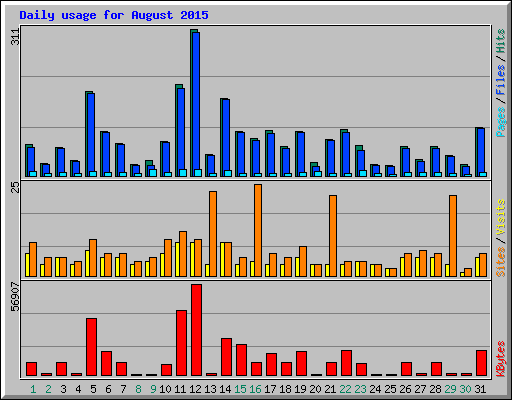 Daily usage for August 2015
311
Pages / Files / Hits
25
Sites / Visits
56907
KBytes
1 2 3 4 5 6 7 8 9 10 11 12 13 14 15 16 17 18 19 20 21 22 23 24 25 26 27 28 29 30 31